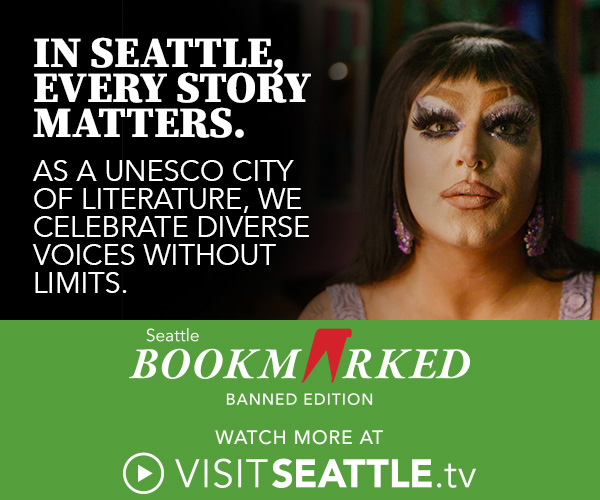 IN SEATTLE,
EVERY STORY
MATTERS.
AS A UNESCO CITY
OF LITERATURE, WE
CELEBRATE DIVERSE
VOICES WITHOUT
LIMITS.
Seattle
BOOKMARKED
BANNED EDITION
WATCH MORE AT
VISITSEATTLE.tv